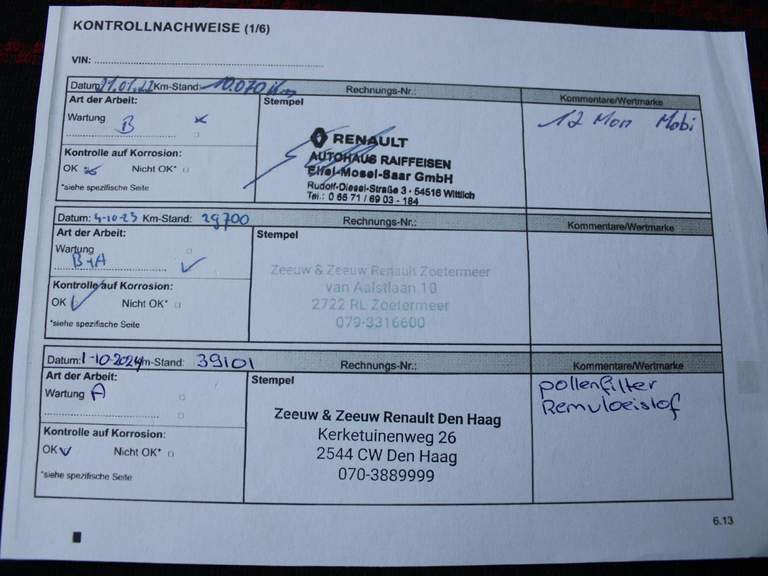 KONTROLLNACHWEISE (1/6)
VIN:
Datum: 21.01.22 Km-Stand: 10.070 Km Rechnungs-Nr.: Kommentare/Wertmarke
Art der Arbeit: Stempel
Wartung B x 12 Mon Mobi
RENAULT
AUTOHAUS RAIFFEISEN
Eifel-Mosel-Saar GmbH
Rudolf-Diesel-Straße 3 · 54516 Wittlich
Tel.: 0 65 71 / 69 03 - 184
Kontrolle auf Korrosion:
OK x Nicht OK*
*siehe spezifische Seite
Datum: 4-10-23 Km-Stand: 29700 Rechnungs-Nr.: Kommentare/Wertmarke
Art der Arbeit: Stempel
Wartung
B+A ✓
Zeeuw & Zeeuw Renault Zoetermeer
van Aalstlaan 10
2722 RL Zoetermeer
079-3316600
Kontrolle auf Korrosion:
OK ✓ Nicht OK*
*siehe spezifische Seite
Datum: 1-10-2024 Km-Stand: 39101 Rechnungs-Nr.: Kommentare/Wertmarke
Art der Arbeit: Stempel
Wartung A
pollenfilter
Remvloeistof
Zeeuw & Zeeuw Renault Den Haag
Kerketuinenweg 26
2544 CW Den Haag
070-3889999
Kontrolle auf Korrosion:
OK ✓ Nicht OK*
*siehe spezifische Seite
6.13